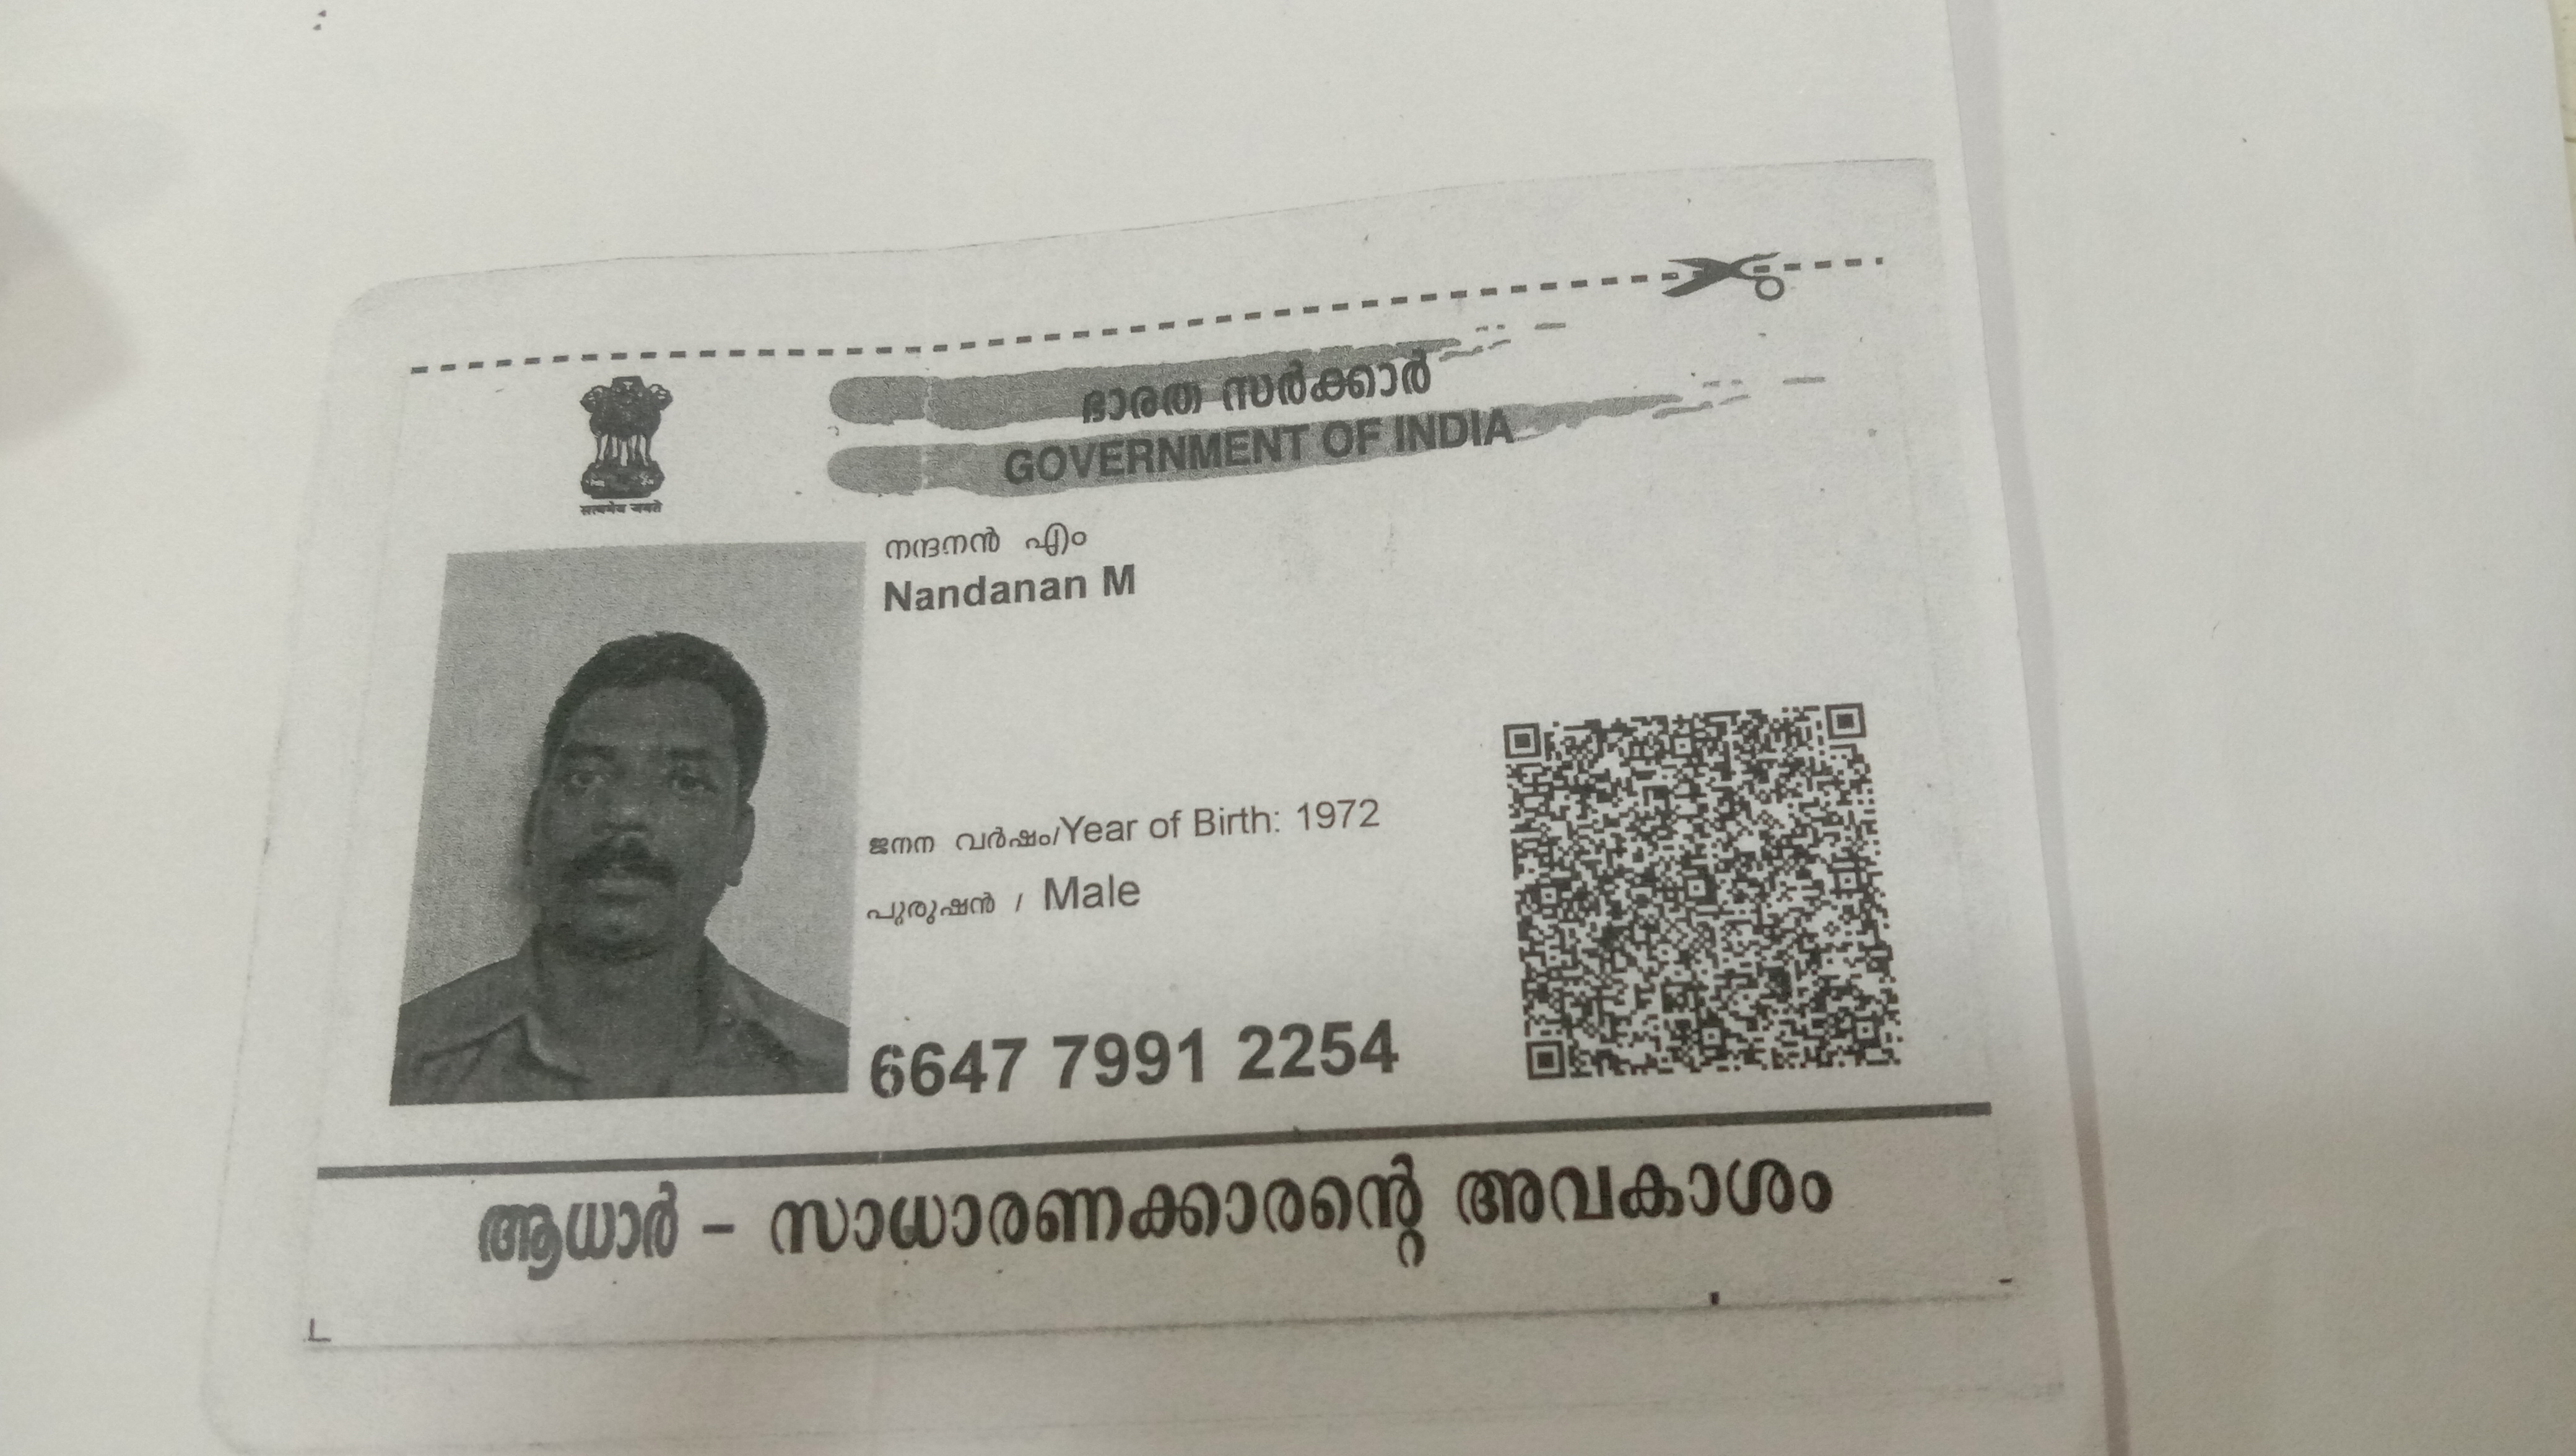 सत्यमेव जयते
ഭാരത സർക്കാർ
GOVERNMENT OF INDIA
നന്ദനൻ എം
Nandanan M
ജനന വർഷം/Year of Birth: 1972
പുരുഷൻ / Male
6647 7991 2254
ആധാർ – സാധാരണക്കാരന്റെ അവകാശം